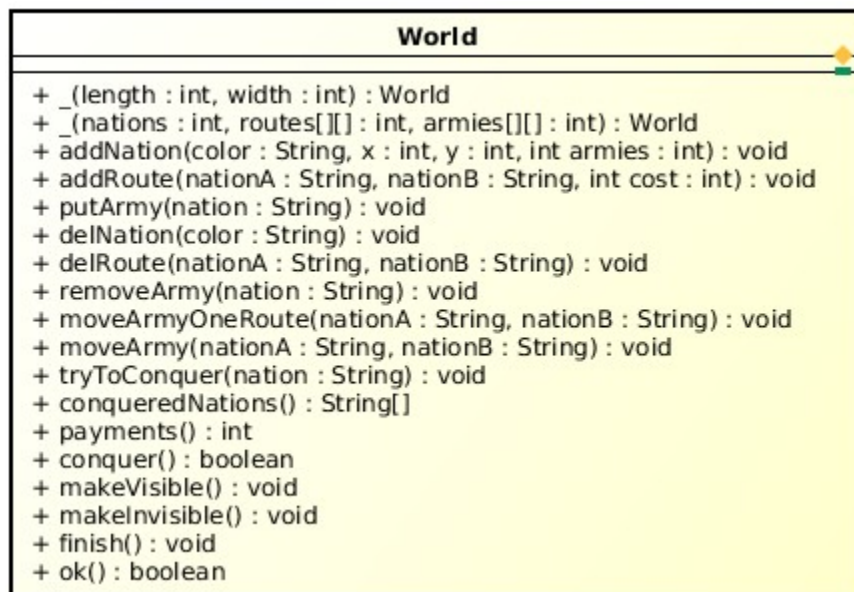 World
+ _(length : int, width : int) : World
+ _(nations : int, routes[][] : int, armies[][] : int) : World
+ addNation(color : String, x : int, y : int, int armies : int) : void
+ addRoute(nationA : String, nationB : String, int cost : int) : void
+ putArmy(nation : String) : void
+ delNation(color : String) : void
+ delRoute(nationA : String, nationB : String) : void
+ removeArmy(nation : String) : void
+ moveArmyOneRoute(nationA : String, nationB : String) : void
+ moveArmy(nationA : String, nationB : String) : void
+ tryToConquer(nation : String) : void
+ conqueredNations() : String[]
+ payments() : int
+ conquer() : boolean
+ makeVisible() : void
+ makeInvisible() : void
+ finish() : void
+ ok() : boolean